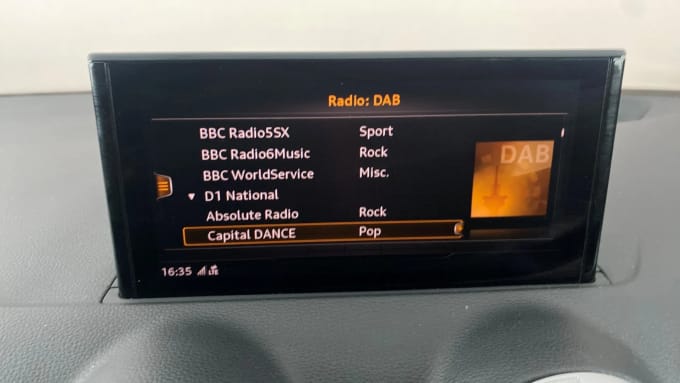 Radio: DAB
BBC Radio5SX Sport
BBC Radio6Music Rock
BBC WorldService Misc.
DAB
▼ D1 National
Absolute Radio Rock
Capital DANCE Pop
16:35 LTE